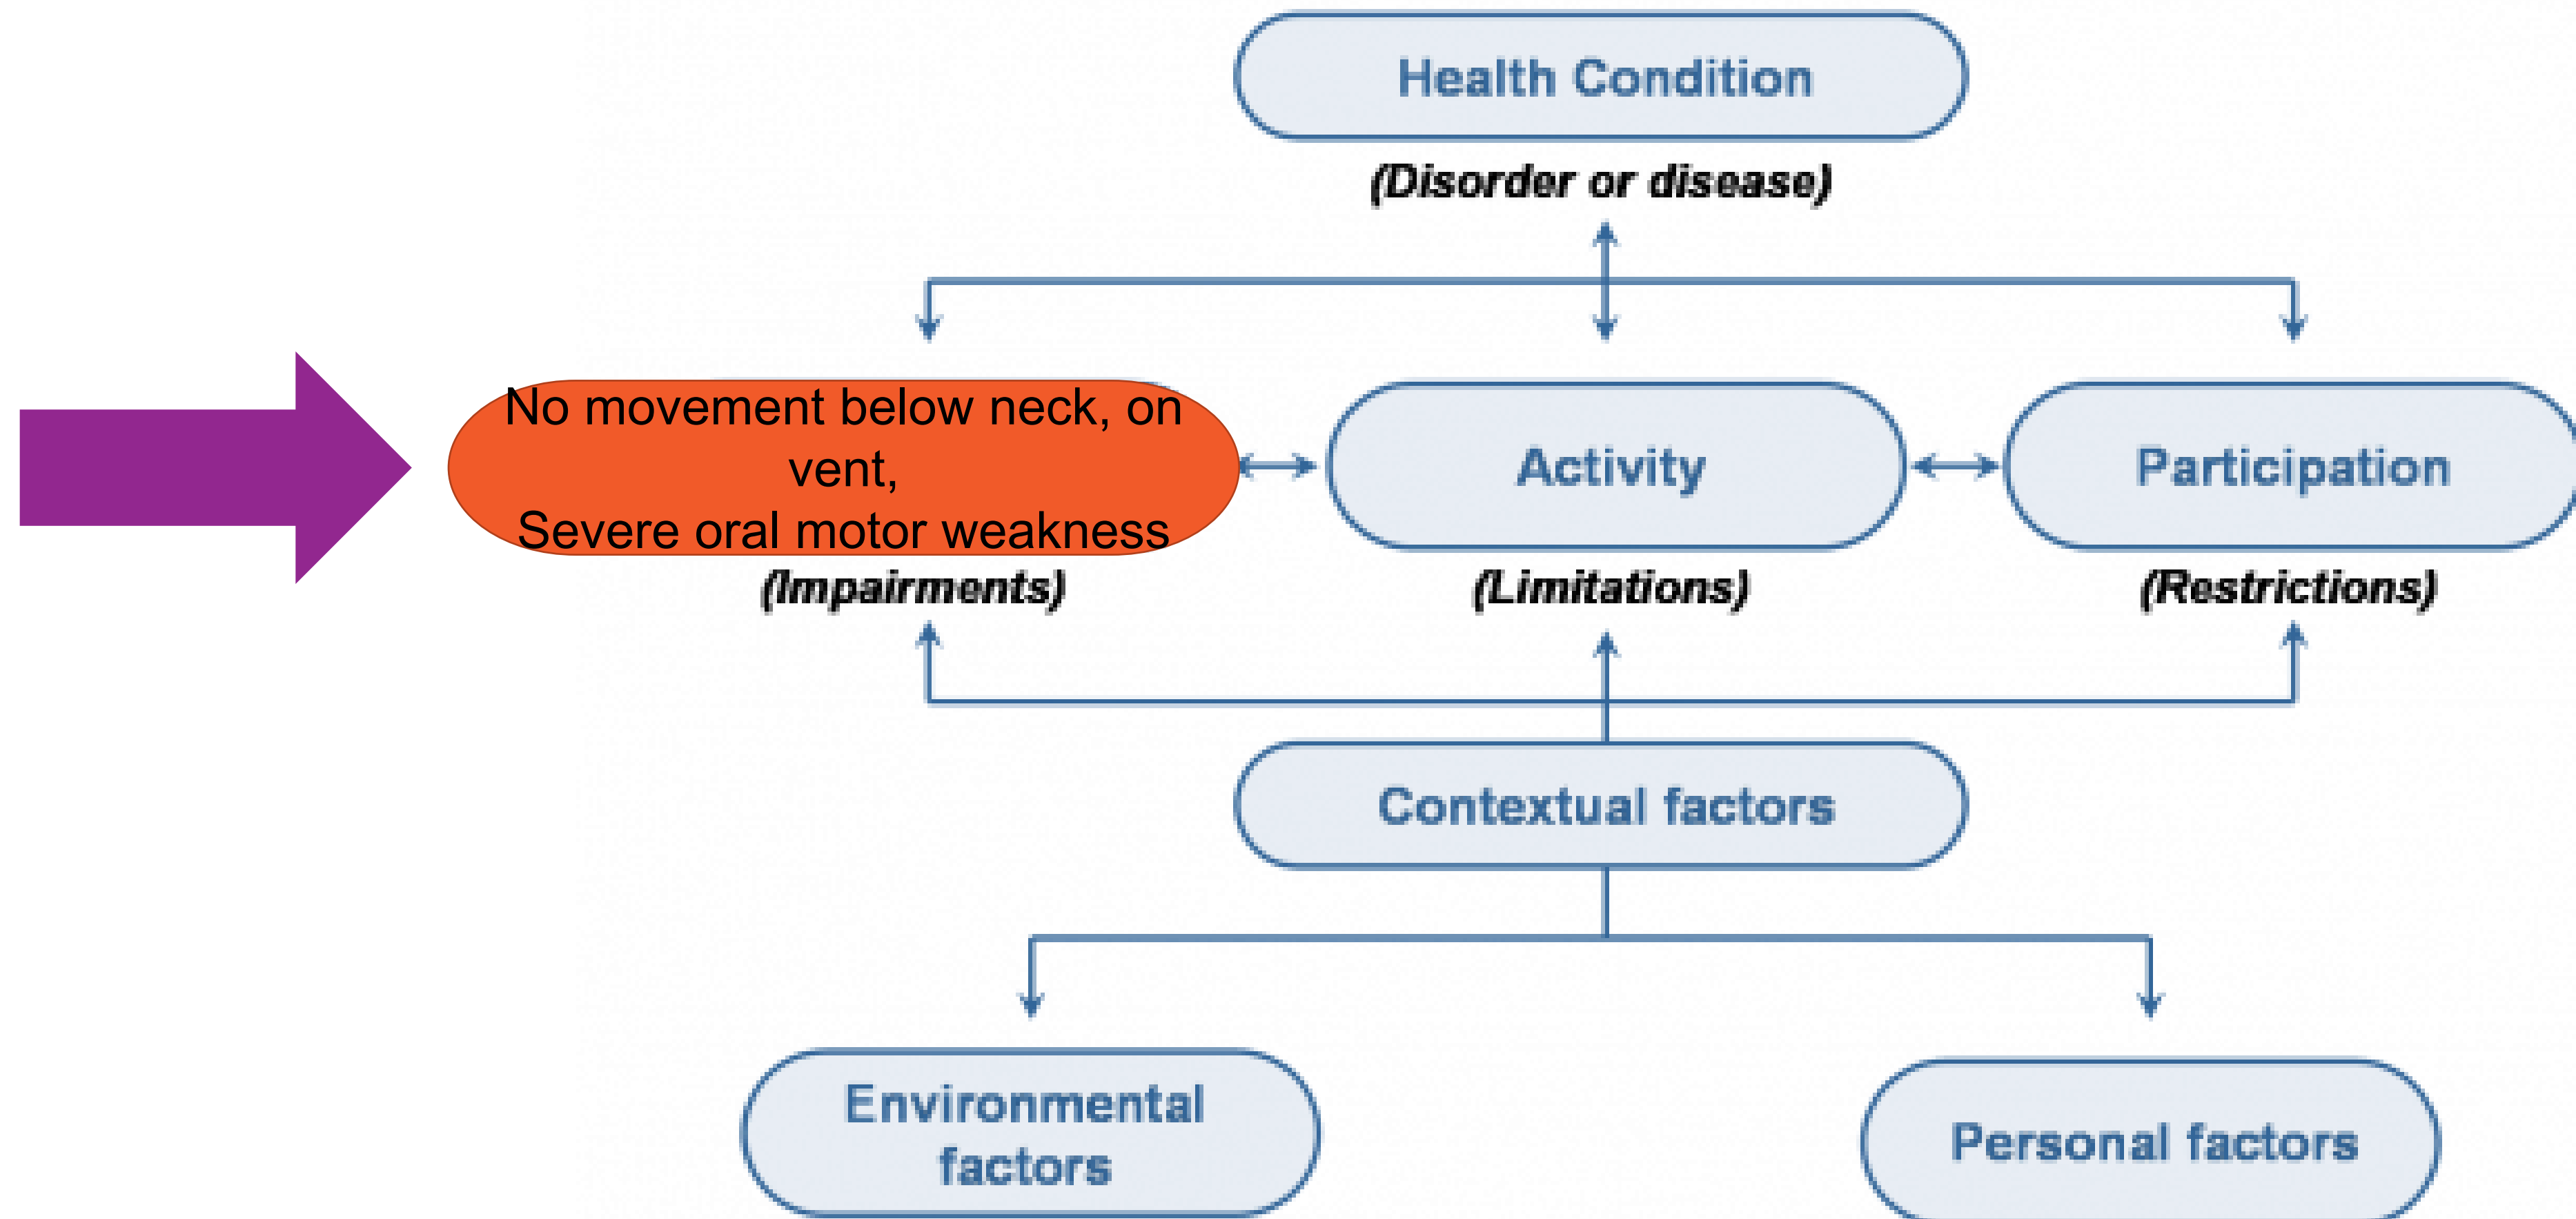 Health Condition
(Disorder or disease)
No movement below neck, on
vent,
Severe oral motor weakness
(Impairments)
Activity
(Limitations)
Participation
(Restrictions)
Contextual factors
Environmental
factors
Personal factors